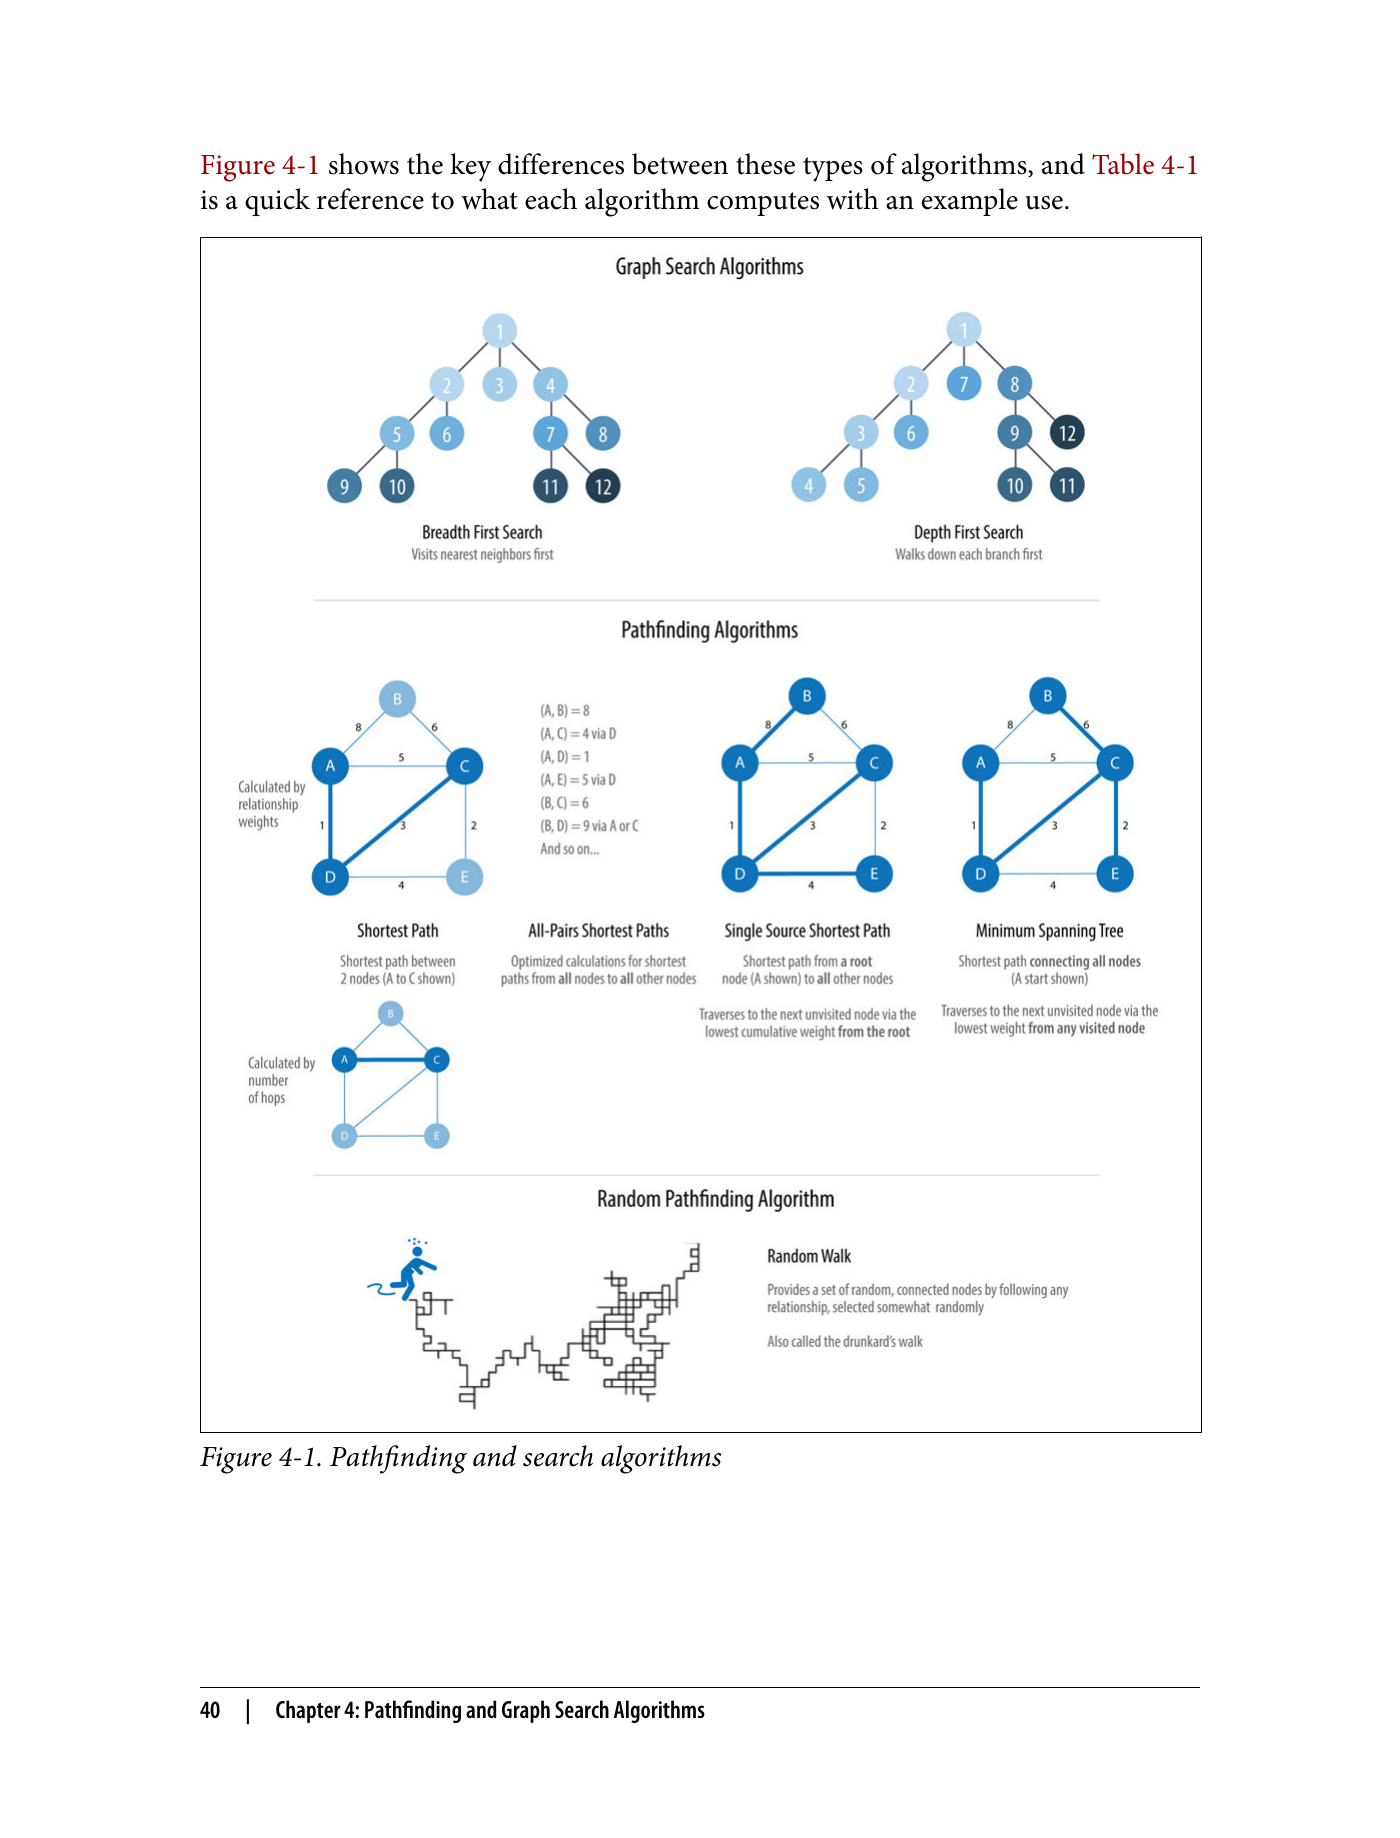 Figure 4-1 shows the key differences between these types of algorithms, and Table 4-1
is a quick reference to what each algorithm computes with an example use.
Graph Search Algorithms
1
2 3 4
5 6 7 8
9 10 11 12
Breadth First Search
Visits nearest neighbors first
1
2 7 8
3 6 9 12
4 5 10 11
Depth First Search
Walks down each branch first
Pathfinding Algorithms
Calculated by
relationship
weights
B
8 6
A 5 C
1 3 2
D 4 E
Shortest Path
Shortest path between
2 nodes (A to C shown)
Calculated by
number
of hops
B
A C
D E
(A, B) = 8
(A, C) = 4 via D
(A, D) = 1
(A, E) = 5 via D
(B, C) = 6
(B, D) = 9 via A or C
And so on...
All-Pairs Shortest Paths
Optimized calculations for shortest
paths from all nodes to all other nodes
B
8 6
A 5 C
1 3 2
D 4 E
Single Source Shortest Path
Shortest path from a root
node (A shown) to all other nodes
Traverses to the next unvisited node via the
lowest cumulative weight from the root
B
8 6
A 5 C
1 3 2
D 4 E
Minimum Spanning Tree
Shortest path connecting all nodes
(A start shown)
Traverses to the next unvisited node via the
lowest weight from any visited node
Random Pathfinding Algorithm
Random Walk
Provides a set of random, connected nodes by following any
relationship, selected somewhat randomly
Also called the drunkard's walk
Figure 4-1. Pathfinding and search algorithms
40 | Chapter 4: Pathfinding and Graph Search Algorithms